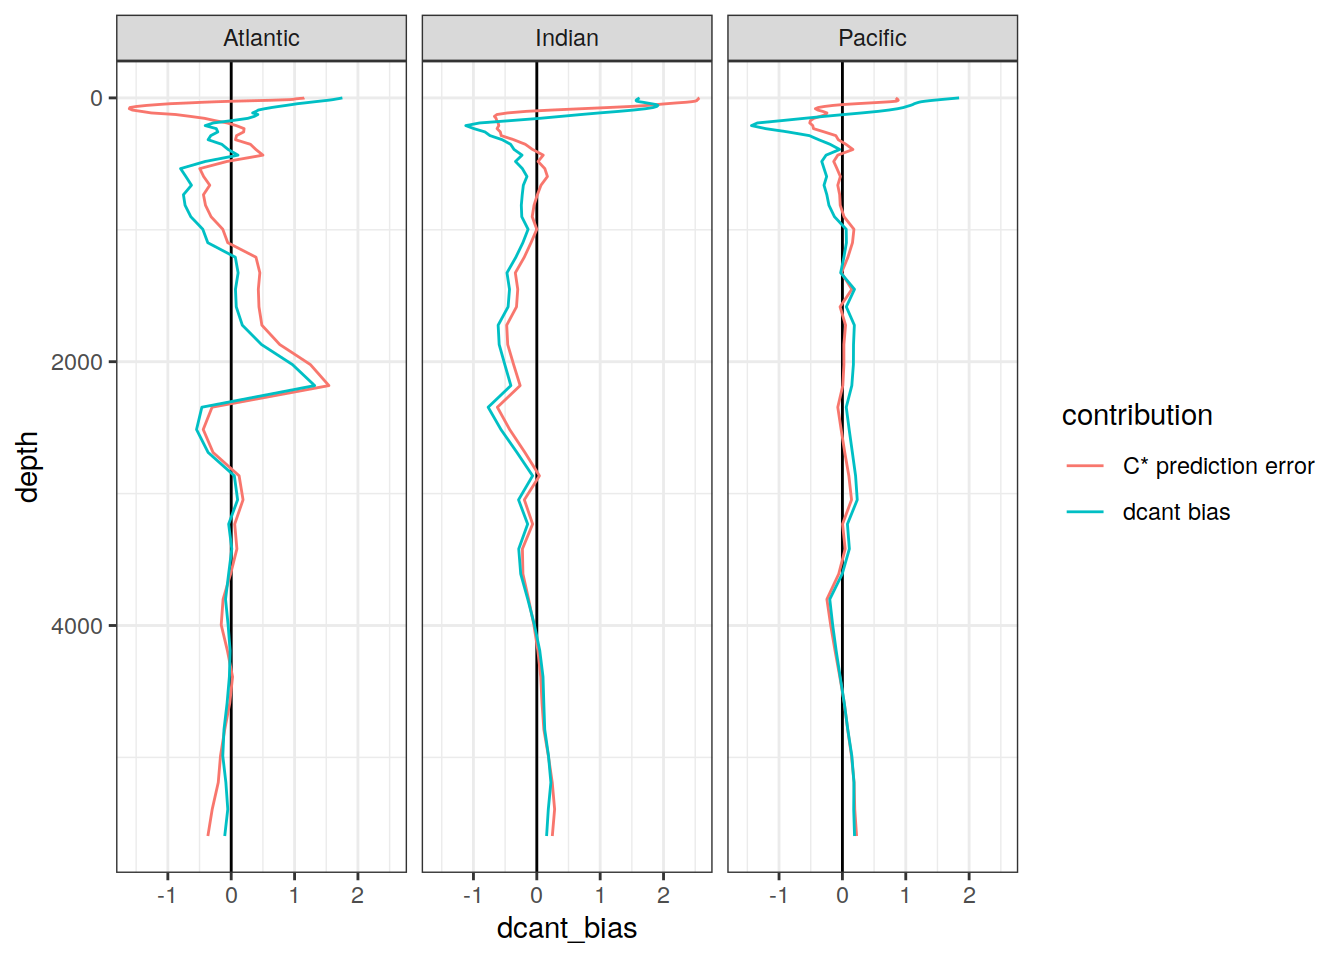 Atlantic
Indian
Pacific
0
2000
4000
depth
-1 0 1 2
-1 0 1 2
-1 0 1 2
dcant_bias
contribution
C* prediction error
dcant bias